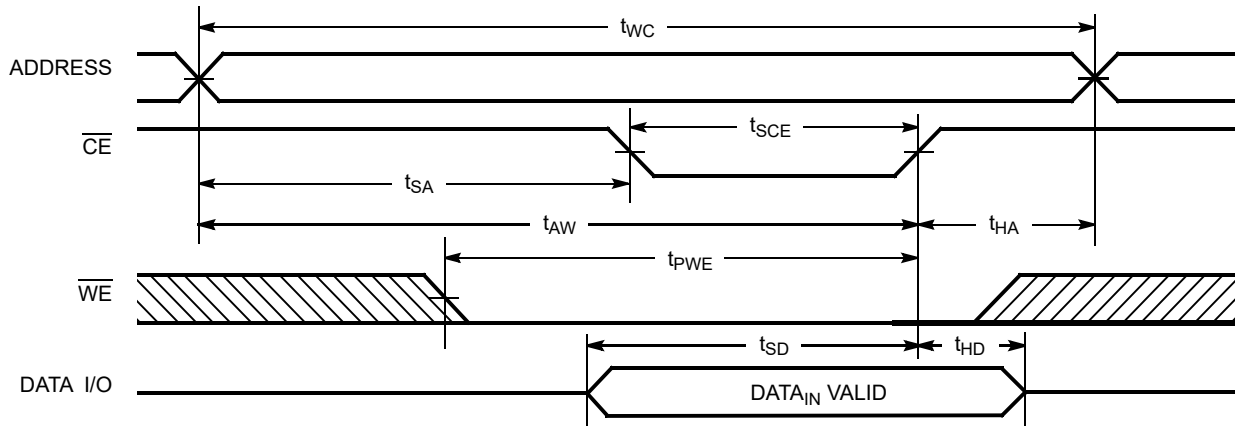 tWC
ADDRESS
CE
tSCE
tSA
tAW
tHA
tPWE
WE
tSD
tHD
DATA I/O
DATAIN VALID